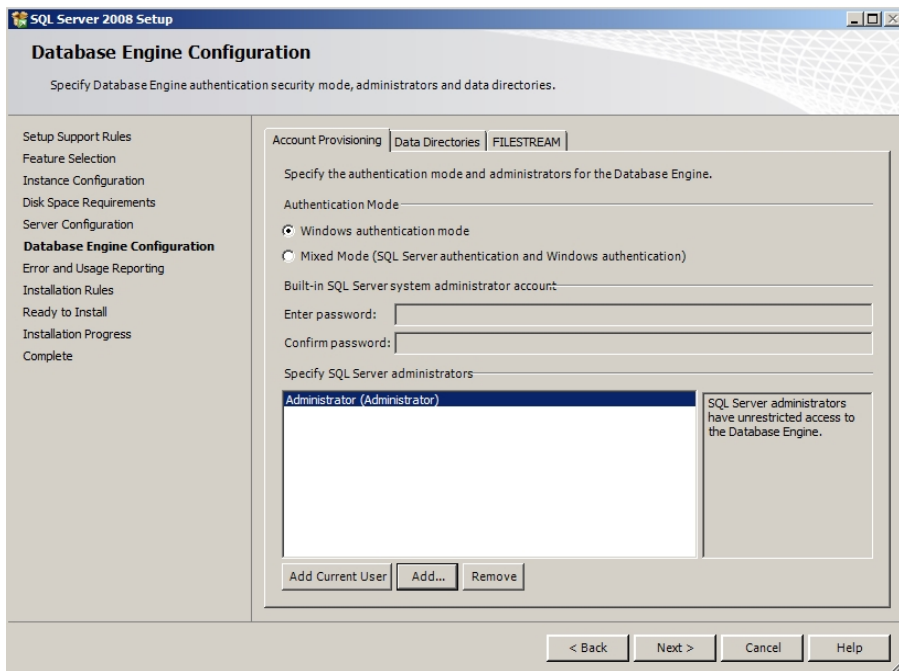 SQL Server 2008 Setup
Database Engine Configuration
Specify Database Engine authentication security mode, administrators and data directories.
Setup Support Rules
Feature Selection
Instance Configuration
Disk Space Requirements
Server Configuration
Database Engine Configuration
Error and Usage Reporting
Installation Rules
Ready to Install
Installation Progress
Complete
Account Provisioning Data Directories FILESTREAM
Specify the authentication mode and administrators for the Database Engine.
Authentication Mode
Windows authentication mode
Mixed Mode (SQL Server authentication and Windows authentication)
Built-in SQL Server system administrator account
Enter password:
Confirm password:
Specify SQL Server administrators
Administrator (Administrator)
SQL Server administrators
have unrestricted access to
the Database Engine.
Add Current User Add... Remove
< Back Next > Cancel Help